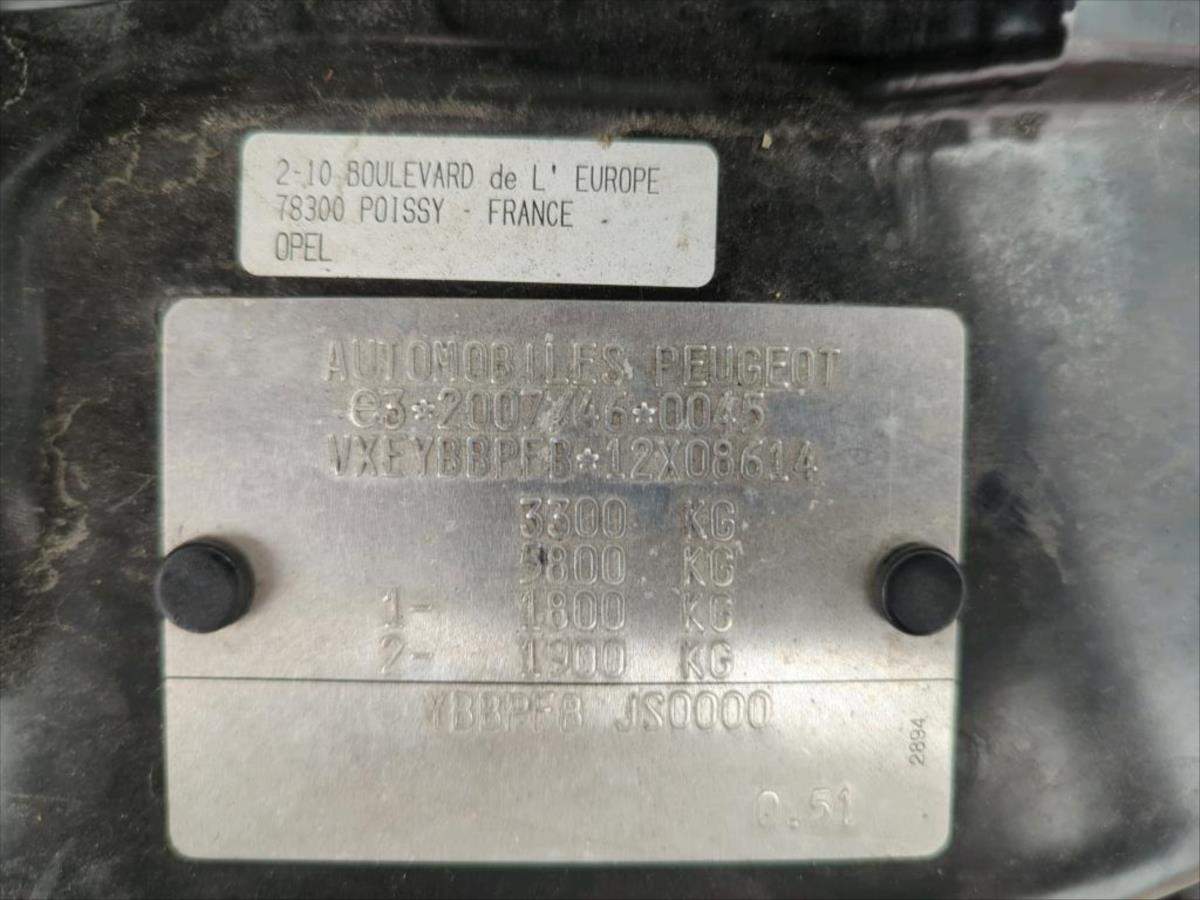 2-10 BOULEVARD de L' EUROPE
78300 POISSY - FRANCE
OPEL
AUTOMOBILES PEUGEOT
e3*2007/46*0045
VXEYBBPFB*12X08614
3300 KG
5800 KG
1- 1800 KG
2- 1900 KG
YBBPFB JS0000
2894
0.51